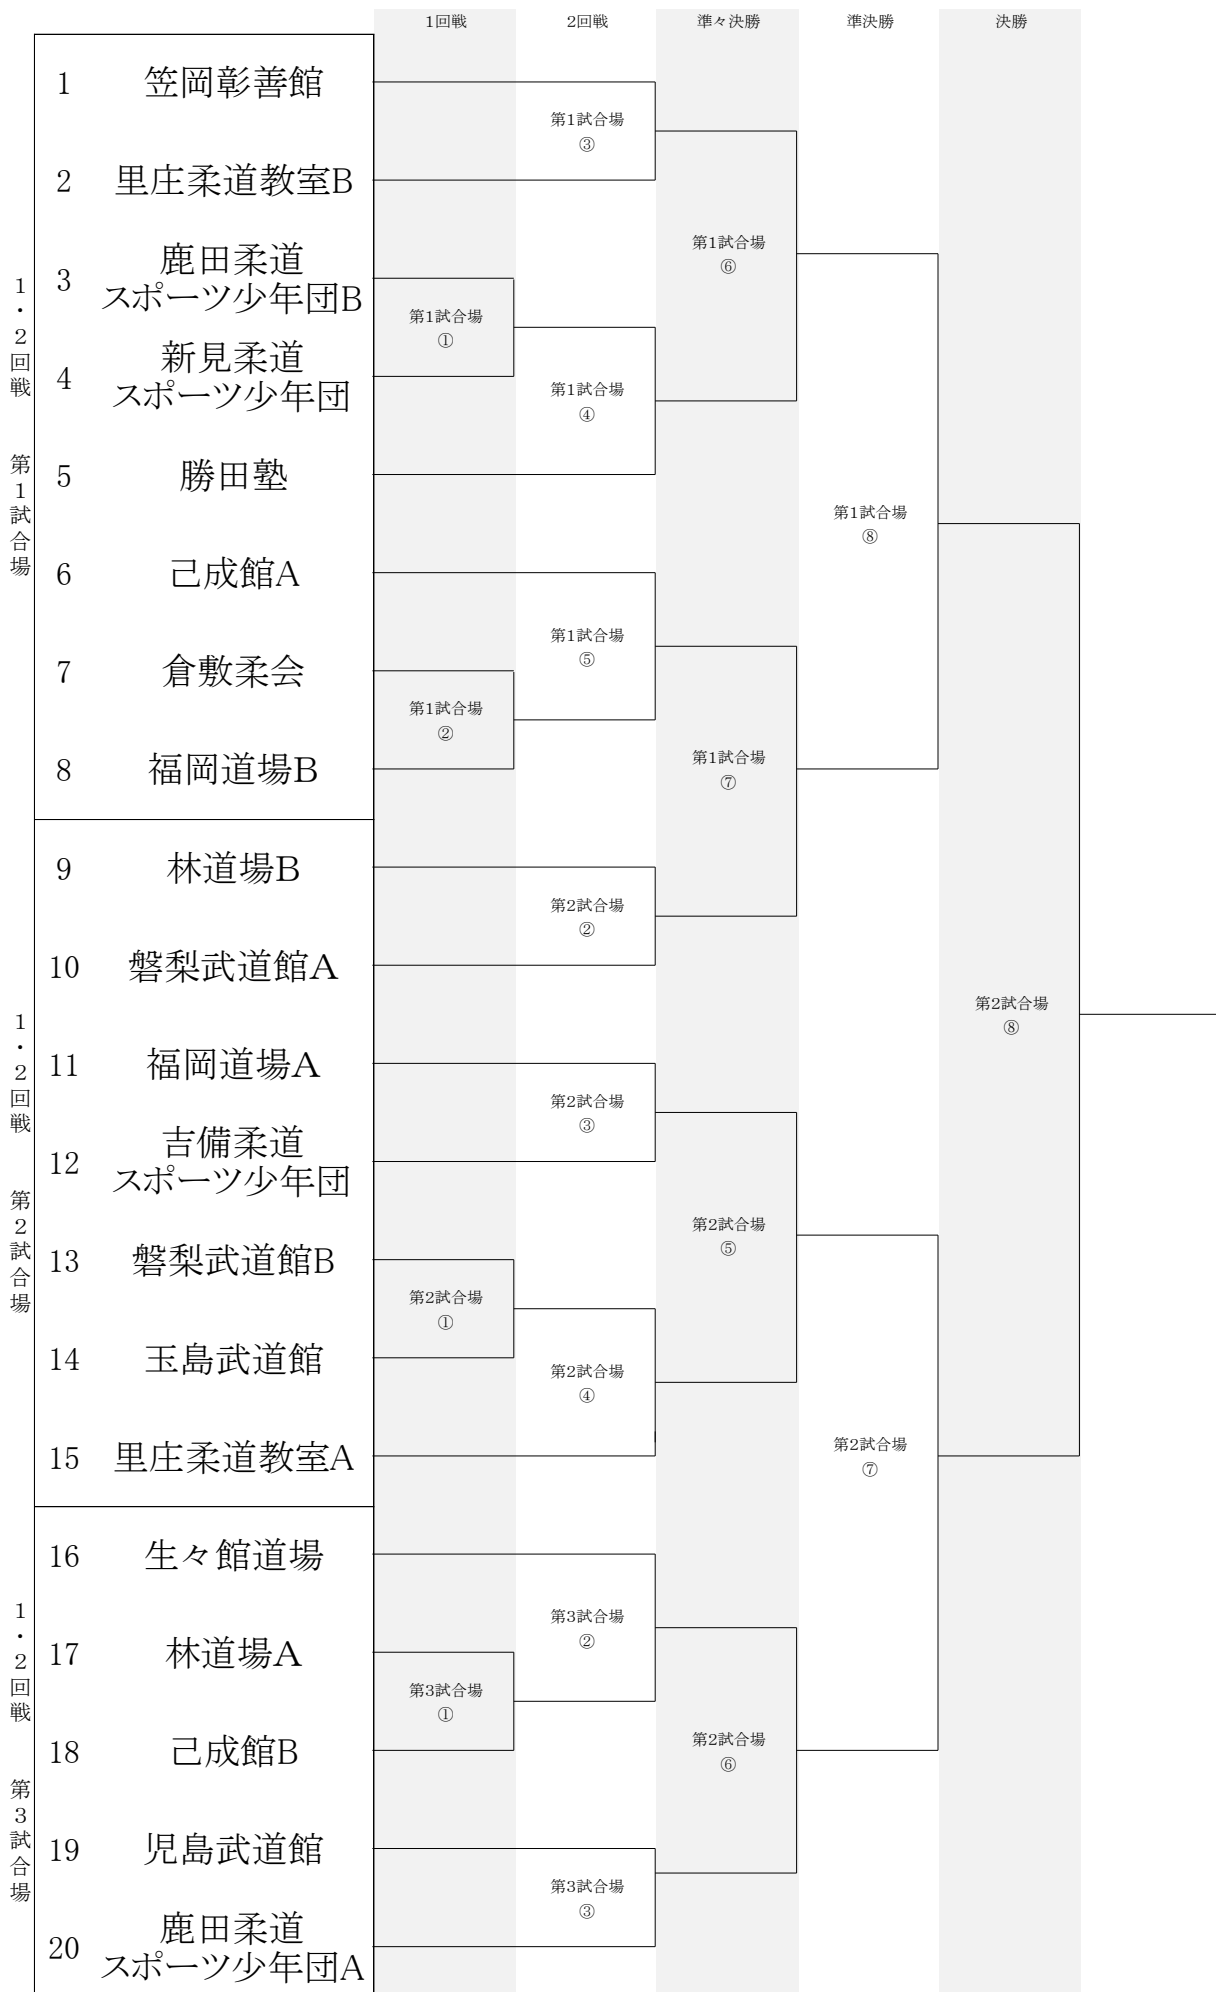 1回戦
2回戦
準々決勝
準決勝
決勝
1・2回戦 第1試合場
1 笠岡彰善館
2 里庄柔道教室B
3 鹿田柔道
スポーツ少年団B
4 新見柔道
スポーツ少年団
5 勝田塾
6 己成館A
7 倉敷柔会
8 福岡道場B
1・2回戦 第2試合場
9 林道場B
10 磐梨武道館A
11 福岡道場A
12 吉備柔道
スポーツ少年団
13 磐梨武道館B
14 玉島武道館
15 里庄柔道教室A
1・2回戦 第3試合場
16 生々館道場
17 林道場A
18 己成館B
19 児島武道館
20 鹿田柔道
スポーツ少年団A
第1試合場
①
第1試合場
②
第2試合場
①
第3試合場
①
第1試合場
③
第1試合場
④
第1試合場
⑤
第2試合場
②
第2試合場
③
第2試合場
④
第3試合場
②
第3試合場
③
第1試合場
⑥
第1試合場
⑦
第2試合場
⑤
第2試合場
⑥
第1試合場
⑧
第2試合場
⑦
第2試合場
⑧